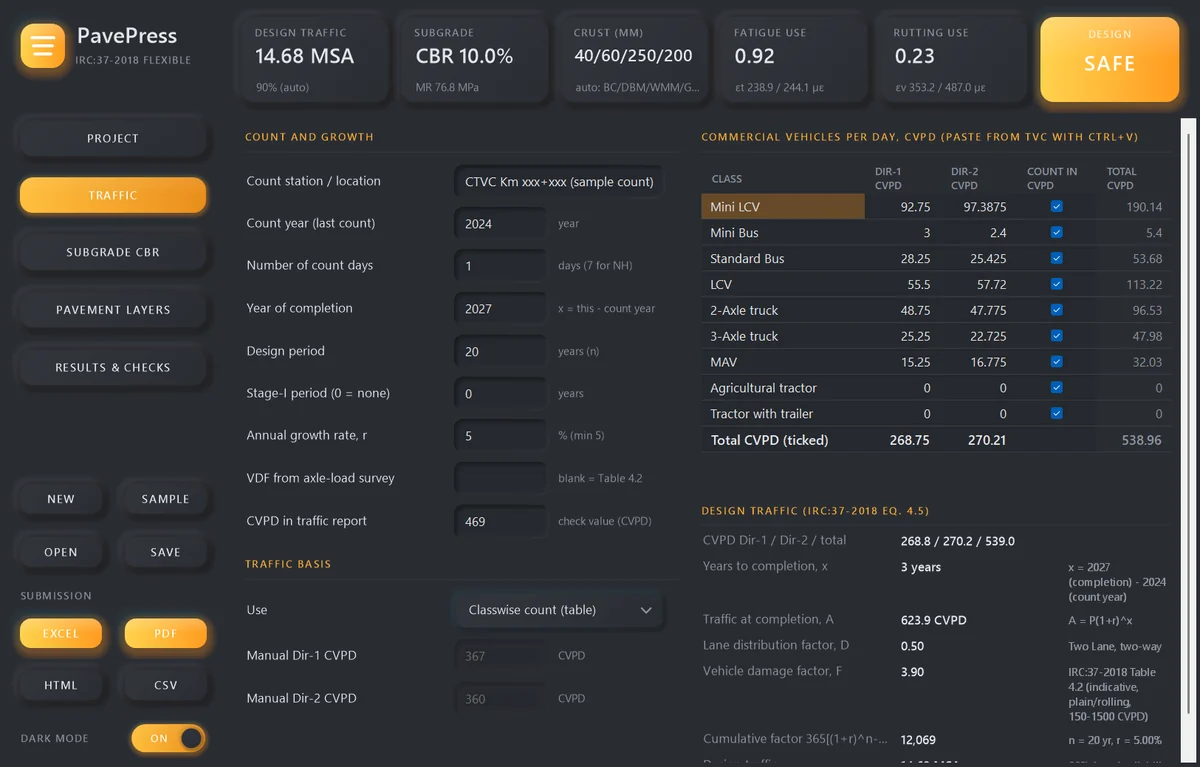 PavePress
IRC:37-2018 FLEXIBLE
DESIGN TRAFFIC
14.68 MSA
90% (auto)
SUBGRADE
CBR 10.0%
MR 76.8 MPa
CRUST (MM)
40/60/250/200
auto: BC/DBM/WMM/G...
FATIGUE USE
0.92
εt 238.9 / 244.1 με
RUTTING USE
0.23
εv 353.2 / 487.0 με
DESIGN
SAFE
PROJECT
TRAFFIC
SUBGRADE CBR
PAVEMENT LAYERS
RESULTS & CHECKS
NEW SAMPLE
OPEN SAVE
SUBMISSION
EXCEL PDF
HTML CSV
DARK MODE ON
COUNT AND GROWTH
Count station / location CTVC Km xxx+xxx (sample count)
Count year (last count) 2024 year
Number of count days 1 days (7 for NH)
Year of completion 2027 x = this - count year
Design period 20 years (n)
Stage-I period (0 = none) 0 years
Annual growth rate, r 5 % (min 5)
VDF from axle-load survey blank = Table 4.2
CVPD in traffic report 469 check value (CVPD)
TRAFFIC BASIS
Use Classwise count (table)
Manual Dir-1 CVPD 367 CVPD
Manual Dir-2 CVPD 360 CVPD
COMMERCIAL VEHICLES PER DAY, CVPD (PASTE FROM TVC WITH CTRL+V)
CLASS DIR-1 CVPD DIR-2 CVPD COUNT IN CVPD TOTAL CVPD
Mini LCV 92.75 97.3875 190.14
Mini Bus 3 2.4 5.4
Standard Bus 28.25 25.425 53.68
LCV 55.5 57.72 113.22
2-Axle truck 48.75 47.775 96.53
3-Axle truck 25.25 22.725 47.98
MAV 15.25 16.775 32.03
Agricultural tractor 0 0 0
Tractor with trailer 0 0 0
Total CVPD (ticked) 268.75 270.21 538.96
DESIGN TRAFFIC (IRC:37-2018 EQ. 4.5)
CVPD Dir-1 / Dir-2 / total 268.8 / 270.2 / 539.0
Years to completion, x 3 years x = 2027
(completion) - 2024
(count year)
Traffic at completion, A 623.9 CVPD A = P(1+r)^x
Lane distribution factor, D 0.50 Two Lane, two-way
Vehicle damage factor, F 3.90 IRC:37-2018 Table
4.2 (indicative,
plain/rolling,
150-1500 CVPD)
Cumulative factor 365[(1+r)^n-... 12,069 n = 20 yr, r = 5.00%